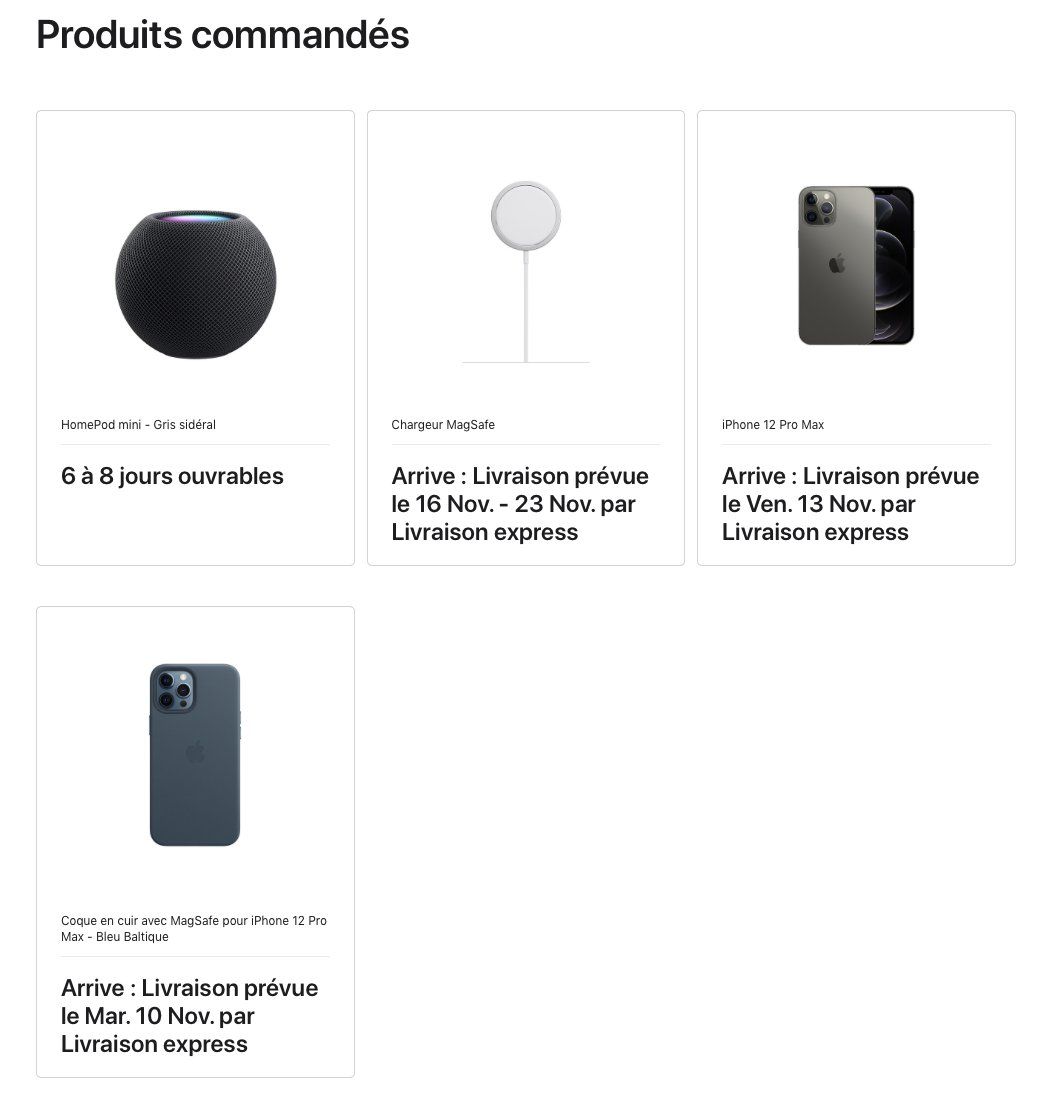 Produits commandés
HomePod mini - Gris sidéral
6 à 8 jours ouvrables
Chargeur MagSafe
Arrive : Livraison prévue
le 16 Nov. - 23 Nov. par
Livraison express
iPhone 12 Pro Max
Arrive : Livraison prévue
le Ven. 13 Nov. par
Livraison express
Coque en cuir avec MagSafe pour iPhone 12 Pro
Max - Bleu Baltique
Arrive : Livraison prévue
le Mar. 10 Nov. par
Livraison express